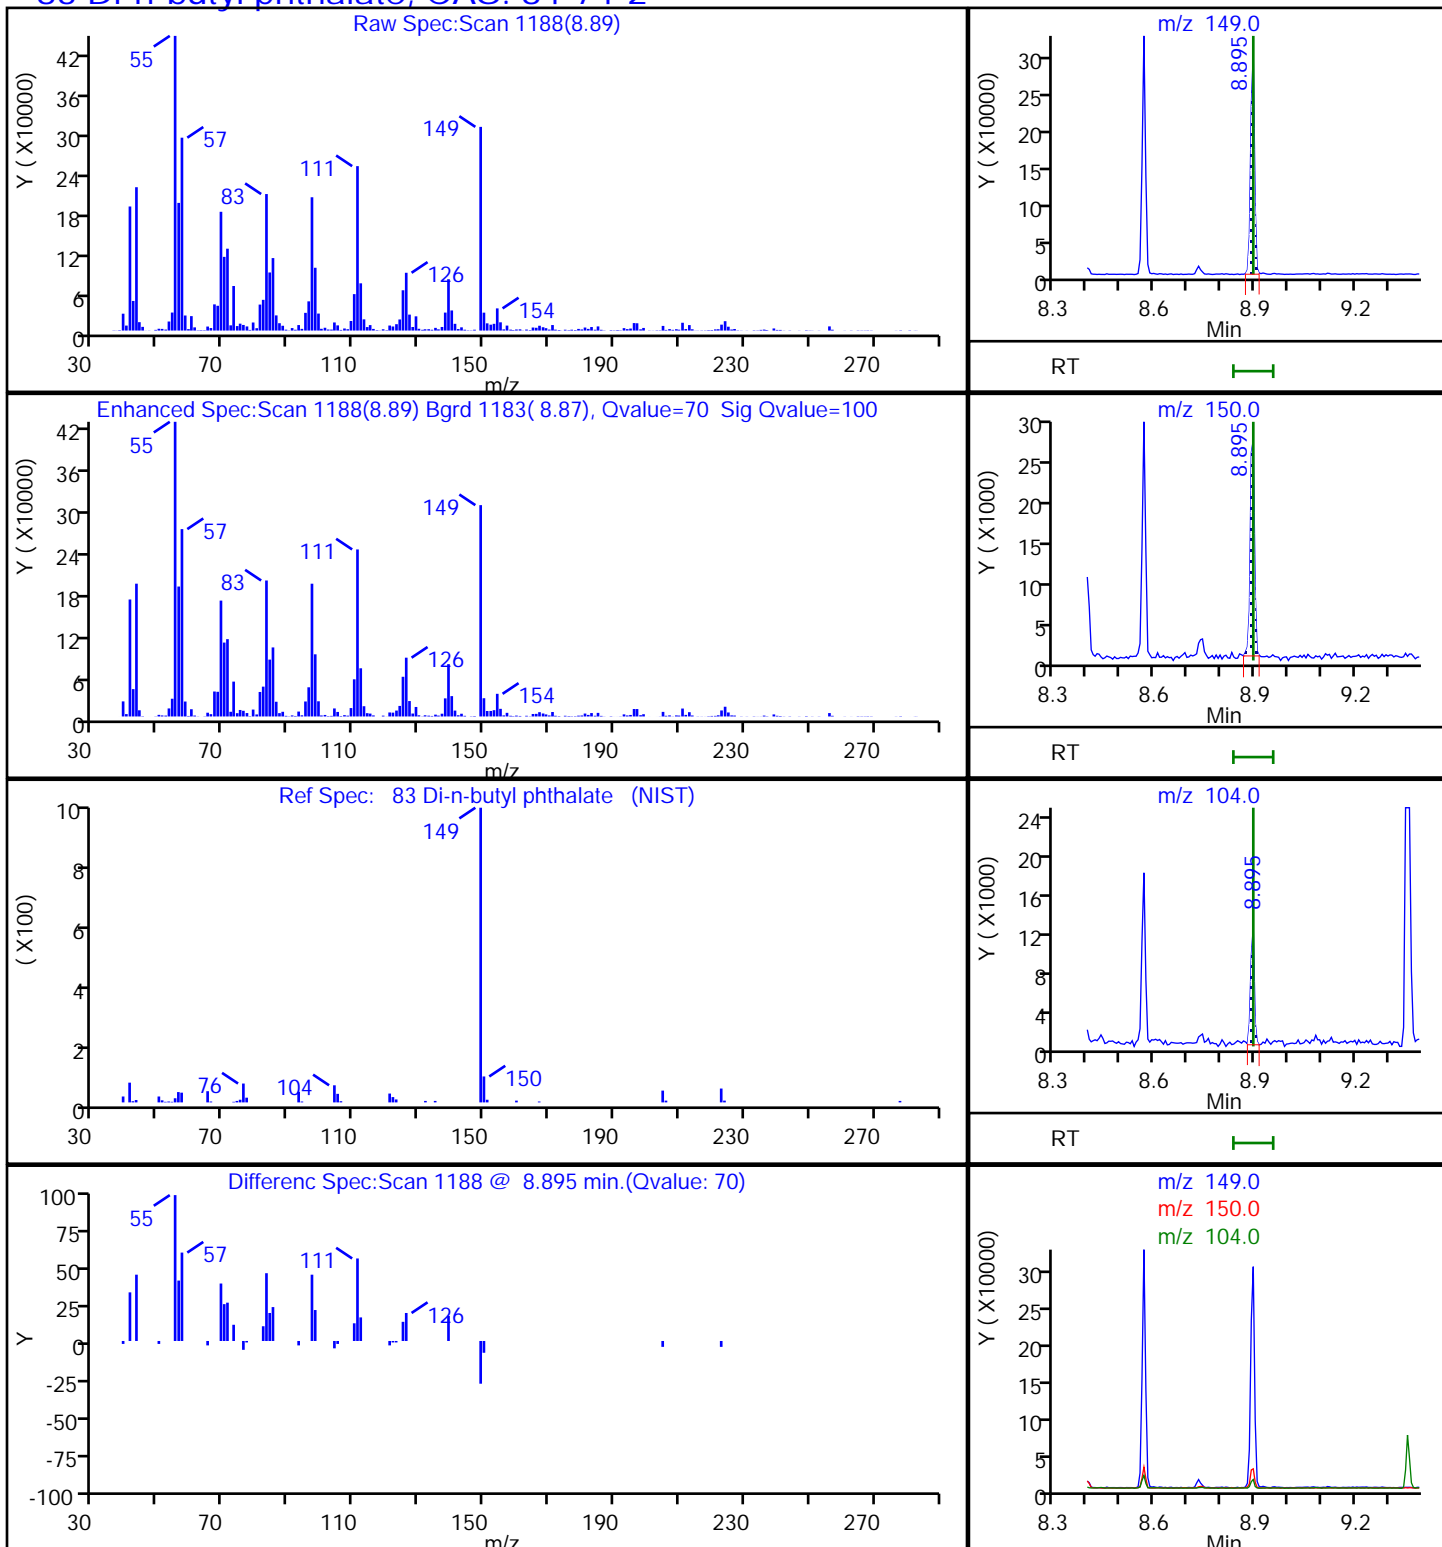 83 Di-n-butyl phthalate, CAS: 84-74-2
Raw Spec:Scan 1188(8.89)
Y ( X10000)
42
36
30
24
18
12
6
0
55
57
83
111
149
126
154
30 70 110 150 190 230 270
m/z
m/z 149.0
Y ( X10000)
30
25
20
15
10
5
0
8.895
8.3 8.6 8.9 9.2
Min
RT
Enhanced Spec:Scan 1188(8.89) Bgrd 1183( 8.87), Qvalue=70 Sig Qvalue=100
Y ( X10000)
42
36
30
24
18
12
6
0
55
57
83
111
149
126
154
30 70 110 150 190 230 270
m/z
m/z 150.0
Y ( X1000)
30
25
20
15
10
5
0
8.895
8.3 8.6 8.9 9.2
Min
RT
Ref Spec: 83 Di-n-butyl phthalate (NIST)
( X100)
10
8
6
4
2
0
149
76
104
150
30 70 110 150 190 230 270
m/z 104.0
Y ( X1000)
24
20
16
12
8
4
0
8.895
8.3 8.6 8.9 9.2
Min
RT
Differenc Spec:Scan 1188 @ 8.895 min.(Qvalue: 70)
Y
100
75
50
25
0
-25
-50
-75
-100
55
57
111
126
30 70 110 150 190 230 270
m/z
m/z 149.0
m/z 150.0
m/z 104.0
Y ( X10000)
30
25
20
15
10
5
0
8.3 8.6 8.9 9.2
Min